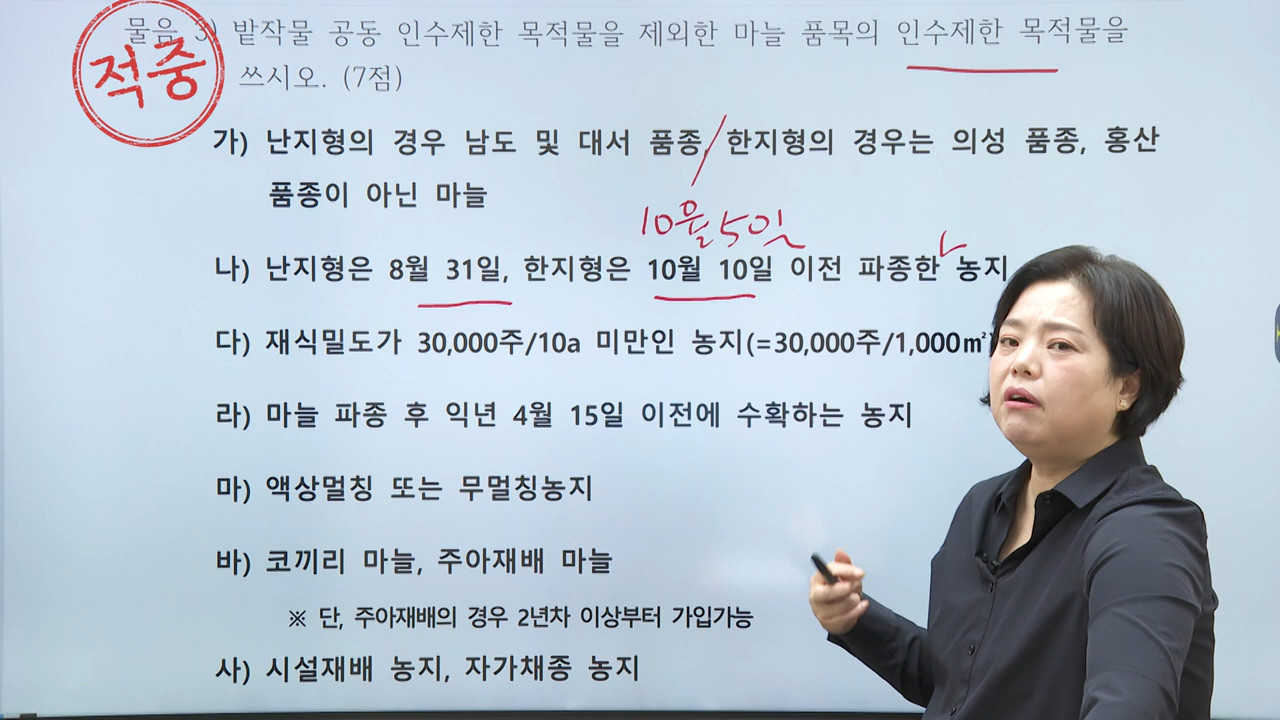 물음 3) 밭작물 공동 인수제한 목적물을 제외한 마늘 품목의 인수제한 목적물을
적중
쓰시오. (7점)
가) 난지형의 경우 남도 및 대서 품종, 한지형의 경우는 의성 품종, 홍산
품종이 아닌 마늘
10월 5일
나) 난지형은 8월 31일, 한지형은 10월 10일 이전 파종한 농지
다) 재식밀도가 30,000주/10a 미만인 농지(=30,000주/1,000㎡)
라) 마늘 파종 후 익년 4월 15일 이전에 수확하는 농지
마) 액상멀칭 또는 무멀칭농지
바) 코끼리 마늘, 주아재배 마늘
※ 단, 주아재배의 경우 2년차 이상부터 가입가능
사) 시설재배 농지, 자가채종 농지